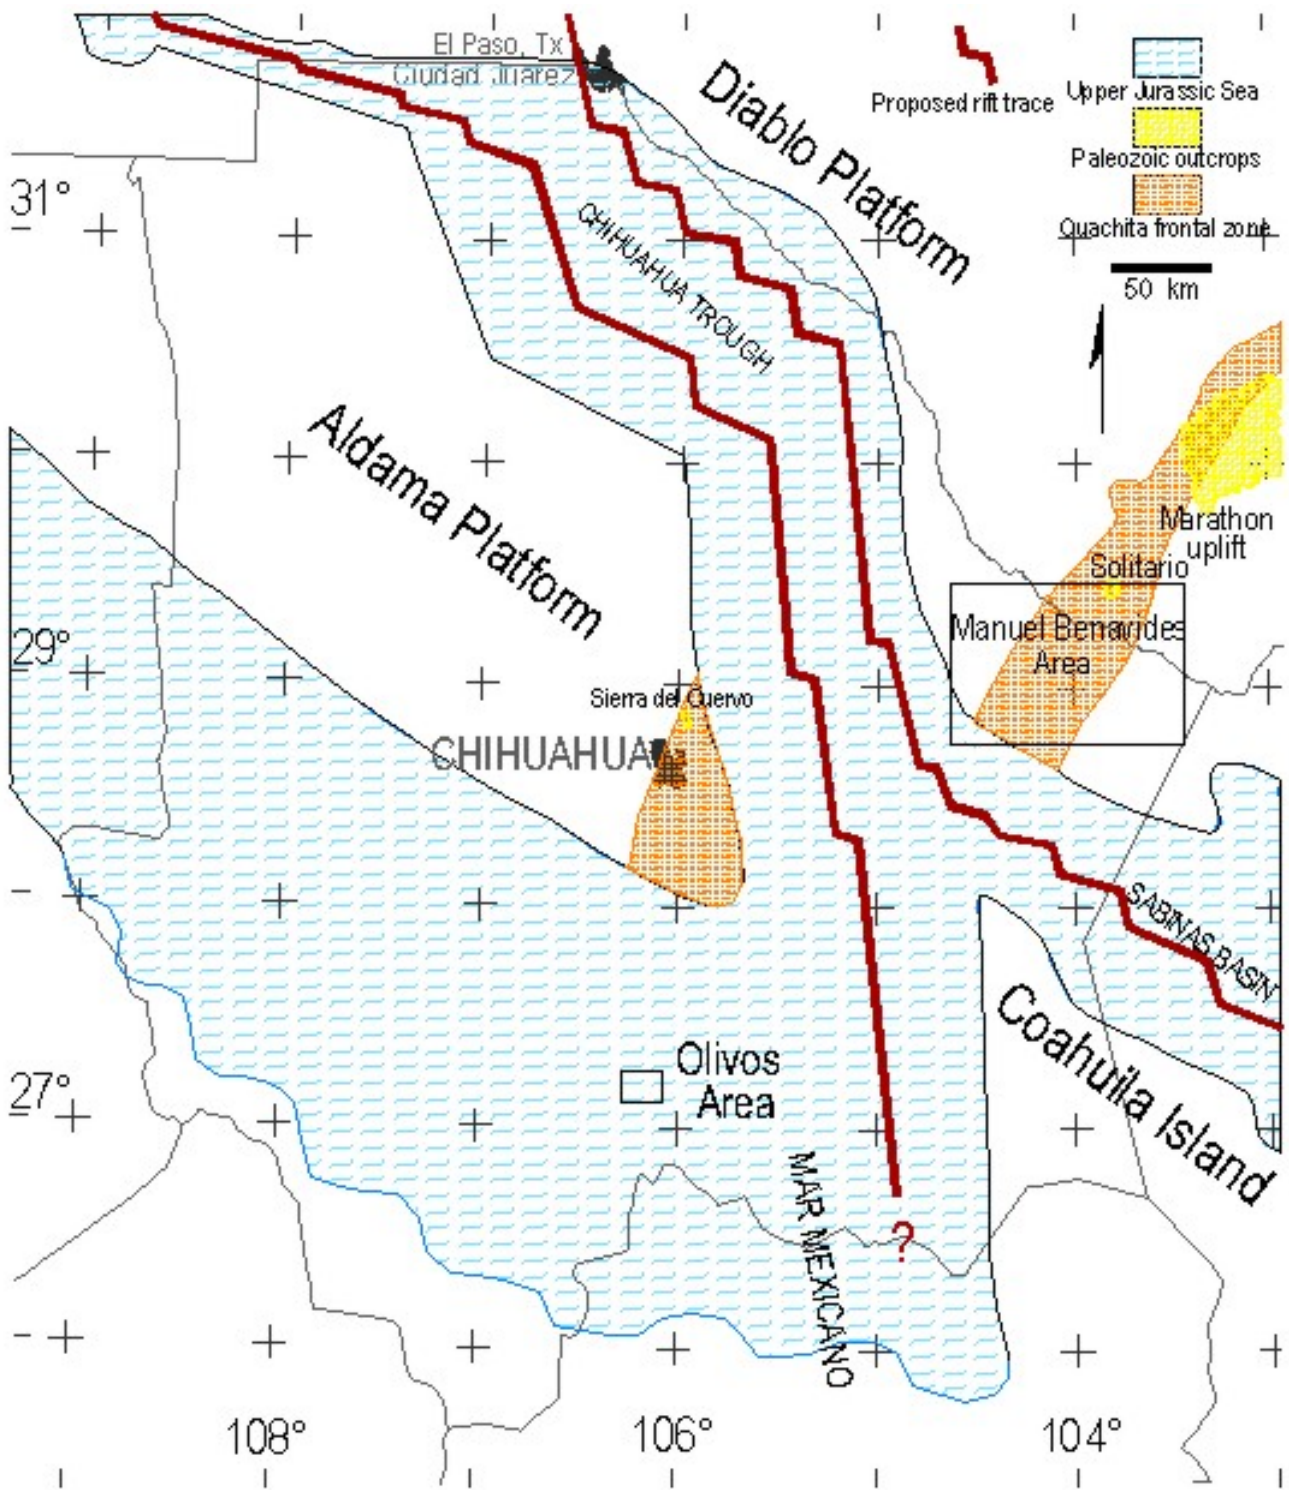 El Paso, Tx
Ciudad Juarez
Diablo Platform
Proposed rift trace
Upper Jurassic Sea
Paleozoic outcrops
Quachita frontal zone
50 km
31°
CHIHUAHUA TROUGH
Aldama Platform
Marathon
uplift
Solitario
Manuel Benavides
Area
29°
Sierra del Cuervo
CHIHUAHUA
SABINAS BASIN
Coahuila Island
Olivos
Area
27°
MAR MEXICANO
?
108°
106°
104°